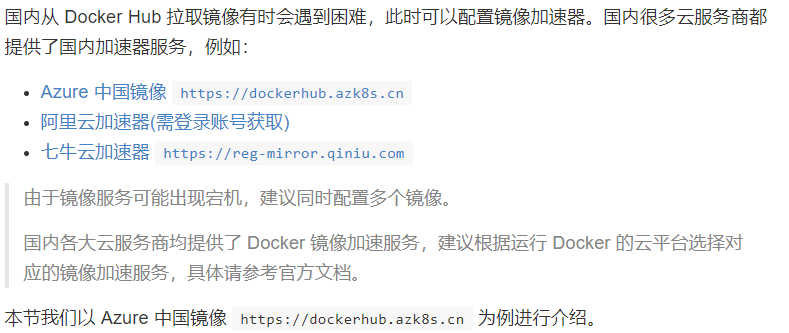 国内从 Docker Hub 拉取镜像有时会遇到困难，此时可以配置镜像加速器。国内很多云服务商都
提供了国内加速器服务，例如：
• Azure 中国镜像 https://dockerhub.azk8s.cn
• 阿里云加速器(需登录账号获取)
• 七牛云加速器 https://reg-mirror.qiniu.com
由于镜像服务可能出现宕机，建议同时配置多个镜像。
国内各大云服务商均提供了 Docker 镜像加速服务，建议根据运行 Docker 的云平台选择对
应的镜像加速服务，具体请参考官方文档。
本节我们以 Azure 中国镜像 https://dockerhub.azk8s.cn 为例进行介绍。